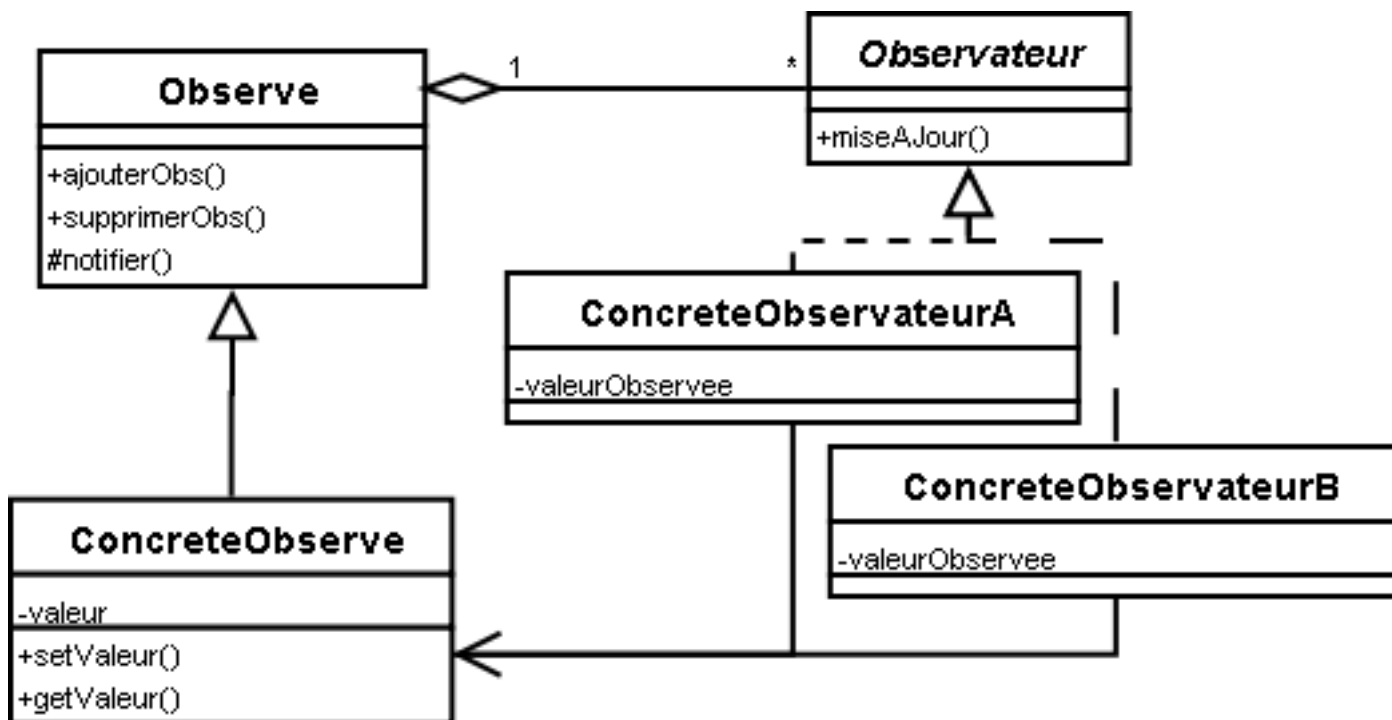 Observe
+ajouterObs()
+supprimerObs()
#notifier()
1
*
Observateur
+miseAJour()
ConcreteObservateurA
-valeurObservee
ConcreteObservateurB
-valeurObservee
ConcreteObserve
-valeur
+setValeur()
+getValeur()